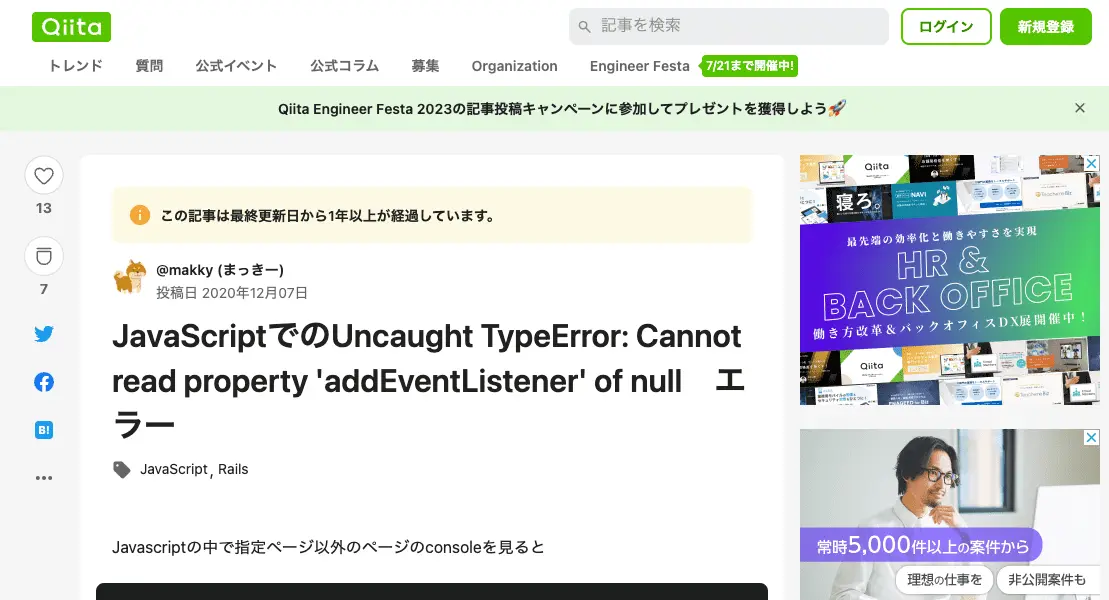 Qiita
記事を検索
ログイン
新規登録
トレンド 質問 公式イベント 公式コラム 募集 Organization Engineer Festa 7/21まで開催中!
Qiita Engineer Festa 2023の記事投稿キャンペーンに参加してプレゼントを獲得しよう🚀
13
7
B!
この記事は最終更新日から1年以上が経過しています。
@makky (まっきー)
投稿日 2020年12月07日
JavaScriptでのUncaught TypeError: Cannot
read property 'addEventListener' of null　エ
ラー
JavaScript, Rails
Javascriptの中で指定ページ以外のページのconsoleを見ると
Qiita
寝ろ。
NAVI
最先端の効率化と働きやすさを実現
HR &
BACK OFFICE
働き方改革&バックオフィスDX展開催中！
Qiita
常時5,000件以上の案件から
理想の仕事を
非公開案件も